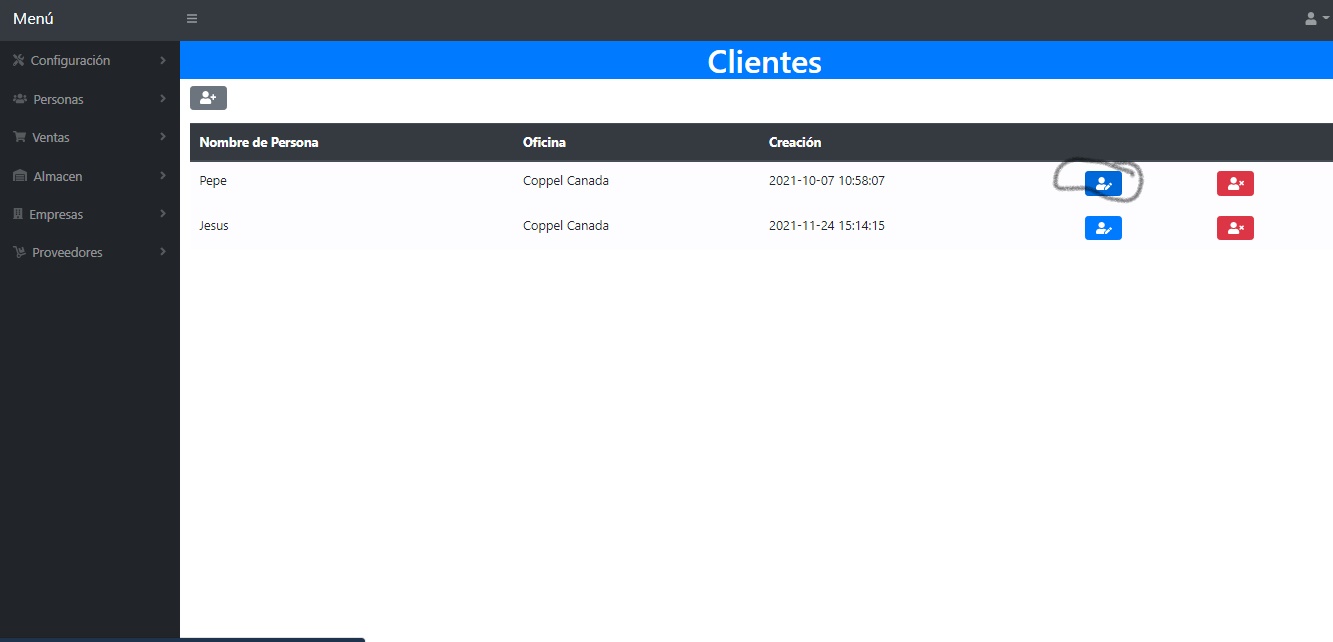 Menú
Configuración
Personas
Ventas
Almacen
Empresas
Proveedores
Clientes
Nombre de Persona Oficina Creación
Pepe Coppel Canada 2021-10-07 10:58:07
Jesus Coppel Canada 2021-11-24 15:14:15